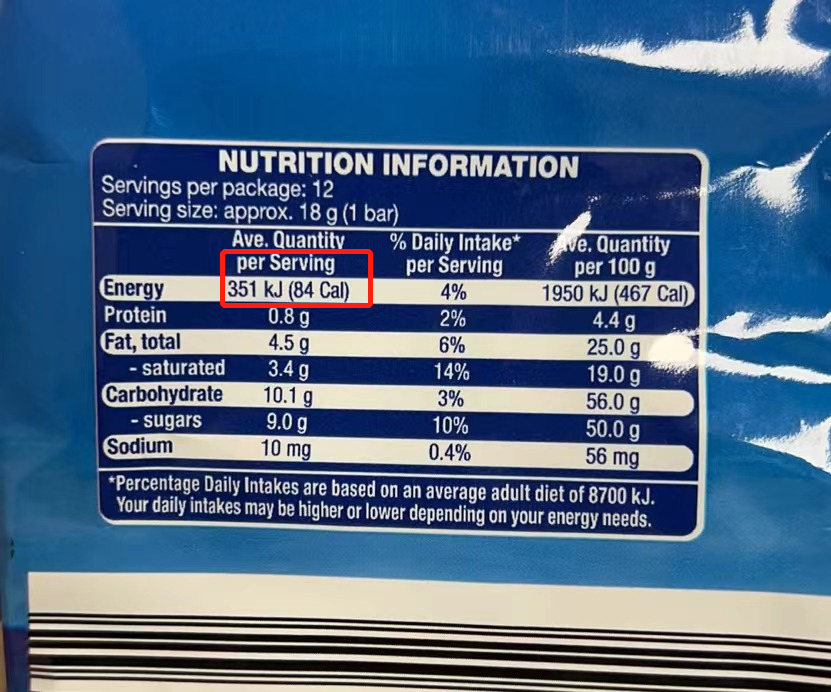 NUTRITION INFORMATION
Servings per package: 12
Serving size: approx. 18 g (1 bar)
Ave. Quantity % Daily Intake* Ave. Quantity
per Serving per Serving per 100 g
Energy 351 kJ (84 Cal) 4% 1950 kJ (467 Cal)
Protein 0.8 g 2% 4.4 g
Fat, total 4.5 g 6% 25.0 g
- saturated 3.4 g 14% 19.0 g
Carbohydrate 10.1 g 3% 56.0 g
- sugars 9.0 g 10% 50.0 g
Sodium 10 mg 0.4% 56 mg
*Percentage Daily Intakes are based on an average adult diet of 8700 kJ.
Your daily intakes may be higher or lower depending on your energy needs.